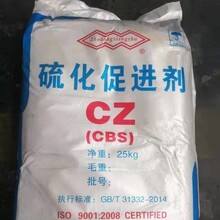 硫化促进剂
CZ
(CBS)
净重：25kg
毛重：
批号：
执行标准：GB/T 31332-2014
ISO 9001:2008 CERTIFIED